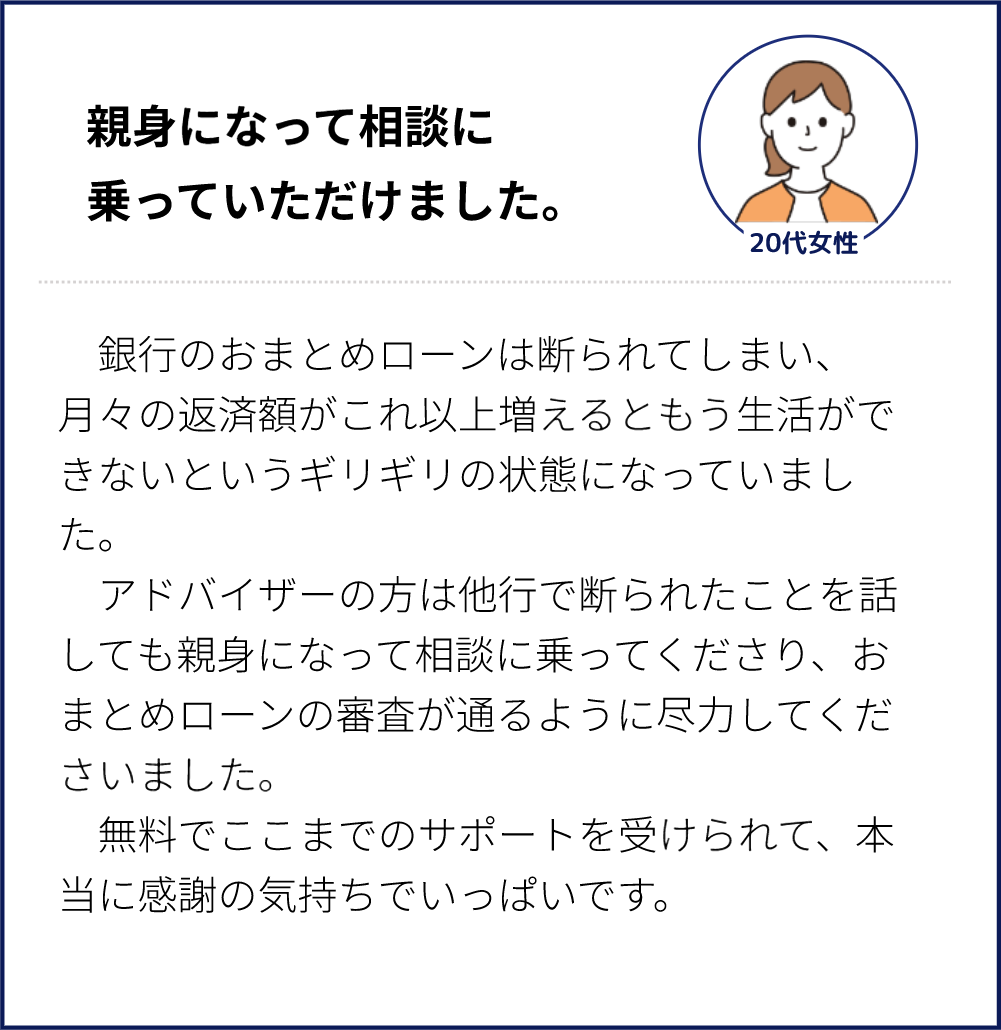 親身になって相談に
乗っていただけました。
20代女性
　銀行のおまとめローンは断られてしまい、
月々の返済額がこれ以上増えるともう生活がで
きないというギリギリの状態になっていまし
た。
　アドバイザーの方は他行で断られたことを話
しても親身になって相談に乗ってくださり、お
まとめローンの審査が通るように尽力してくだ
さいました。
　無料でここまでのサポートを受けられて、本
当に感謝の気持ちでいっぱいです。